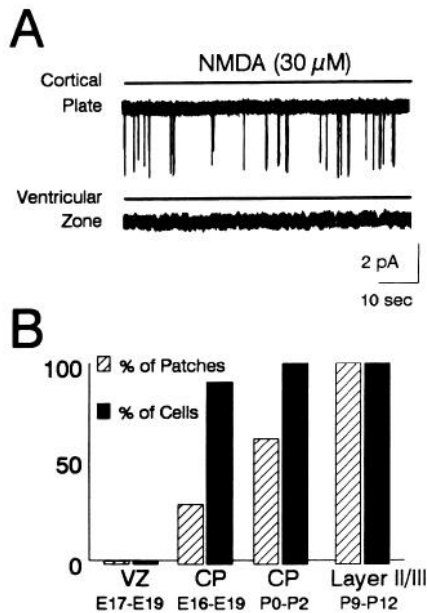 A
NMDA (30 μM)
Cortical
Plate
Ventricular
Zone
2 pA
10 sec
B
% of Patches
% of Cells
100
50
0
VZ CP CP Layer II/III
E17-E19 E16-E19 P0-P2 P9-P12